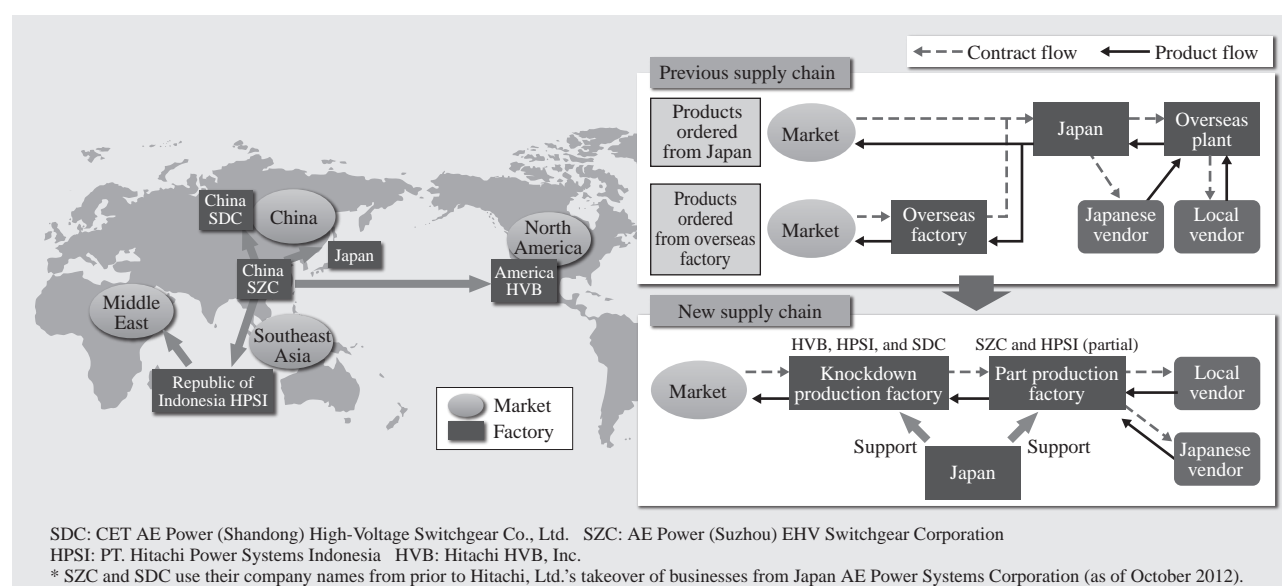 Contract flow
Product flow
Previous supply chain
Products
ordered
from Japan
Market
Japan
Overseas
plant
Products
ordered
from overseas
factory
Market
Overseas
factory
Japanese
vendor
Local
vendor
New supply chain
HVB, HPSI, and SDC
SZC and HPSI (partial)
Market
Knockdown
production factory
Part production
factory
Local
vendor
Support
Support
Japan
Japanese
vendor
China
SDC
China
North
America
Japan
China
SZC
America
HVB
Middle
East
Southeast
Asia
Republic of
Indonesia HPSI
Market
Factory
SDC: CET AE Power (Shandong) High-Voltage Switchgear Co., Ltd. SZC: AE Power (Suzhou) EHV Switchgear Corporation
HPSI: PT. Hitachi Power Systems Indonesia HVB: Hitachi HVB, Inc.
* SZC and SDC use their company names from prior to Hitachi, Ltd.'s takeover of businesses from Japan AE Power Systems Corporation (as of October 2012).